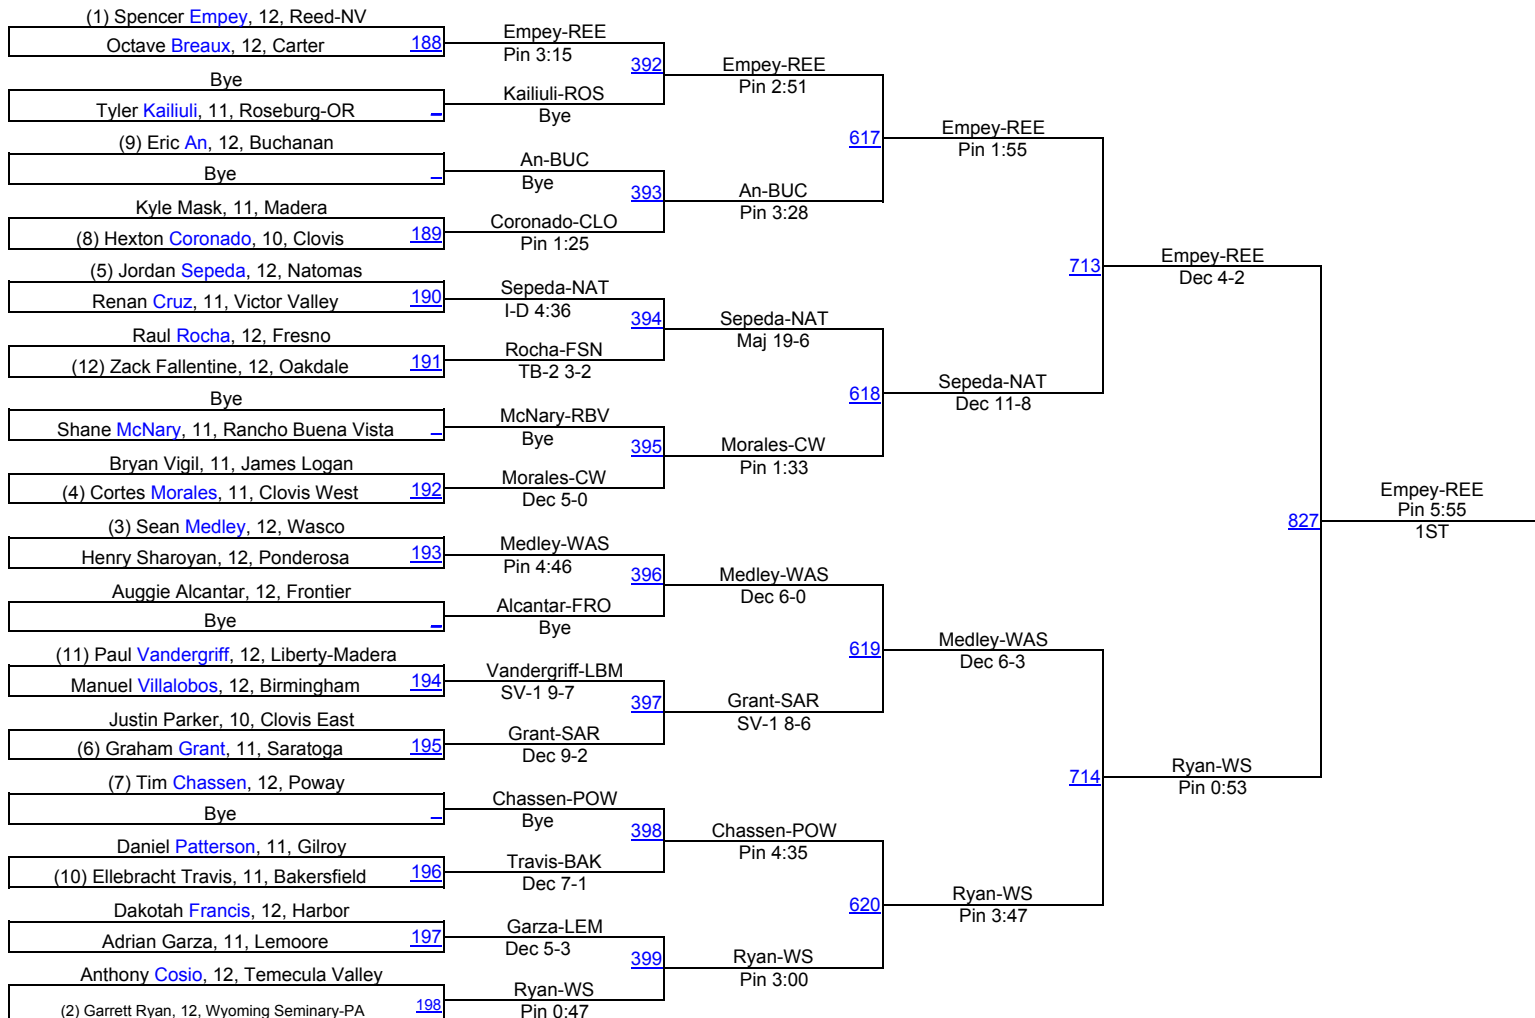 (1) Spencer Empey, 12, Reed-NV
Octave Breaux, 12, Carter 188
Bye
Tyler Kailiuli, 11, Roseburg-OR _
(9) Eric An, 12, Buchanan
Bye _
Kyle Mask, 11, Madera
(8) Hexton Coronado, 10, Clovis 189
(5) Jordan Sepeda, 12, Natomas
Renan Cruz, 11, Victor Valley 190
Raul Rocha, 12, Fresno
(12) Zack Fallentine, 12, Oakdale 191
Bye
Shane McNary, 11, Rancho Buena Vista _
Bryan Vigil, 11, James Logan
(4) Cortes Morales, 11, Clovis West 192
(3) Sean Medley, 12, Wasco
Henry Sharoyan, 12, Ponderosa 193
Auggie Alcantar, 12, Frontier
Bye _
(11) Paul Vandergriff, 12, Liberty-Madera
Manuel Villalobos, 12, Birmingham 194
Justin Parker, 10, Clovis East
(6) Graham Grant, 11, Saratoga 195
(7) Tim Chassen, 12, Poway
Bye _
Daniel Patterson, 11, Gilroy
(10) Ellebracht Travis, 11, Bakersfield 196
Dakotah Francis, 12, Harbor
Adrian Garza, 11, Lemoore 197
Anthony Cosio, 12, Temecula Valley
(2) Garrett Ryan, 12, Wyoming Seminary-PA 198
Empey-REE
Pin 3:15
392
Kailiuli-ROS
Bye
An-BUC
Bye
393
Coronado-CLO
Pin 1:25
Sepeda-NAT
I-D 4:36
394
Rocha-FSN
TB-2 3-2
McNary-RBV
Bye
395
Morales-CW
Dec 5-0
Medley-WAS
Pin 4:46
396
Alcantar-FRO
Bye
Vandergriff-LBM
SV-1 9-7
397
Grant-SAR
Dec 9-2
Chassen-POW
Bye
398
Travis-BAK
Dec 7-1
Garza-LEM
Dec 5-3
399
Ryan-WS
Pin 0:47
Empey-REE
Pin 2:51
617
An-BUC
Pin 3:28
Sepeda-NAT
Maj 19-6
618
Morales-CW
Pin 1:33
Medley-WAS
Dec 6-0
619
Grant-SAR
SV-1 8-6
Chassen-POW
Pin 4:35
620
Ryan-WS
Pin 3:00
Empey-REE
Pin 1:55
713
Sepeda-NAT
Dec 11-8
Medley-WAS
Dec 6-3
714
Ryan-WS
Pin 3:47
Empey-REE
Dec 4-2
827
Ryan-WS
Pin 0:53
Empey-REE
Pin 5:55
1ST